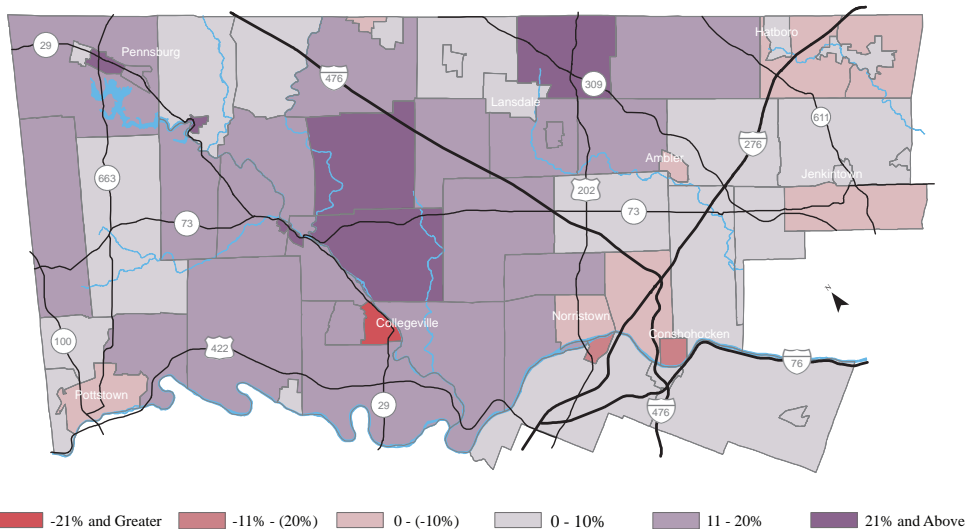 29
Pennsburg
Hatboro
476
309
Lansdale
611
276
Ambler
Jenkintown
663
202
73
73
N
Norristown
Collegeville
Conshohocken
100
422
76
Pottstown
29
476
-21% and Greater
-11% - (20%)
0 - (-10%)
0 - 10%
11 - 20%
21% and Above